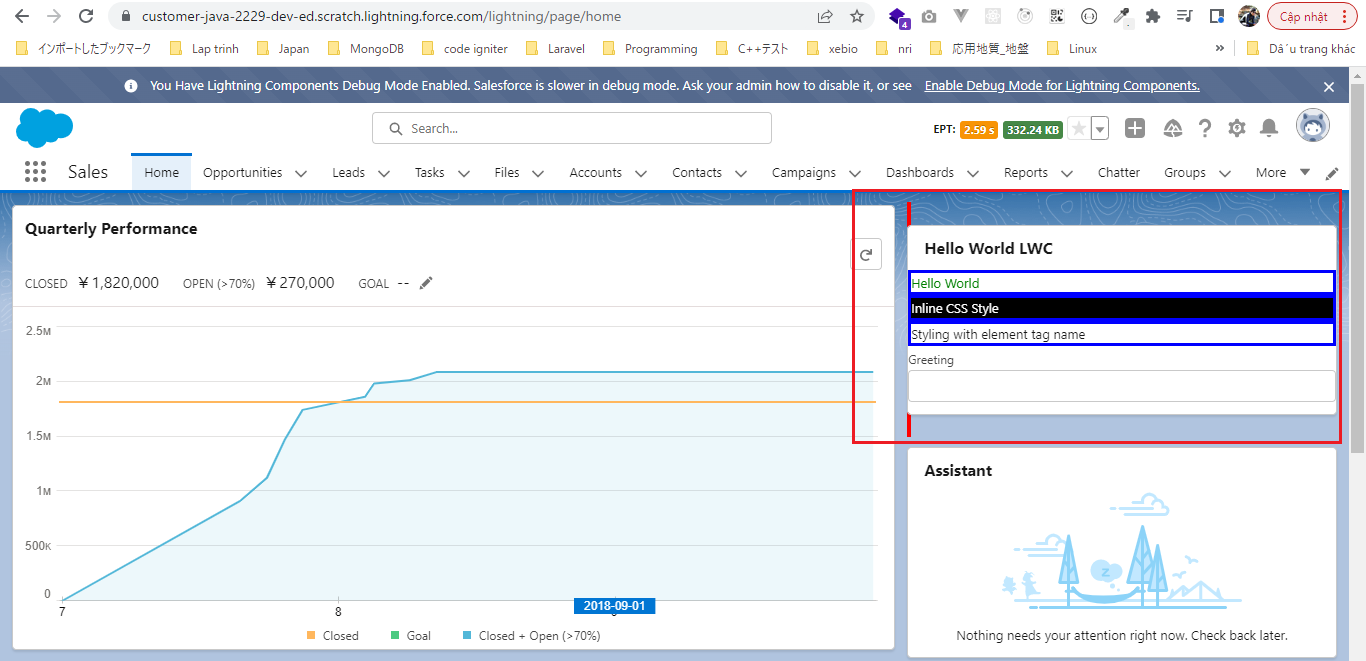 customer-java-2229-dev-ed.scratch.lightning.force.com/lightning/page/home
4
Cập nhật
インポートしたブックマーク Lap trinh Japan MongoDB code igniter Laravel Programming C++テスト xebio nri 応用地質_地盤 Linux » Dấu trang khác
You Have Lightning Components Debug Mode Enabled. Salesforce is slower in debug mode. Ask your admin how to disable it, or see Enable Debug Mode for Lightning Components.
Search...
EPT: 2.59 s 332.24 KB
Sales Home Opportunities Leads Tasks Files Accounts Contacts Campaigns Dashboards Reports Chatter Groups More
Quarterly Performance
CLOSED ¥ 1,820,000 OPEN (>70%) ¥ 270,000 GOAL --
2.5M
2M
1.5M
1M
500K
0
7 8
2018-09-01
Closed Goal Closed + Open (>70%)
Hello World LWC
Hello World
Inline CSS Style
Styling with element tag name
Greeting
Assistant
z
Nothing needs your attention right now. Check back later.